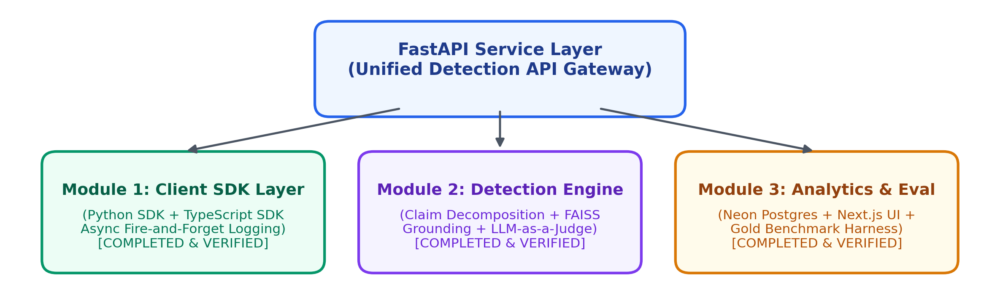 FastAPI Service Layer
(Unified Detection API Gateway)
Module 1: Client SDK Layer
(Python SDK + TypeScript SDK
Async Fire-and-Forget Logging)
[COMPLETED & VERIFIED]
Module 2: Detection Engine
(Claim Decomposition + FAISS
Grounding + LLM-as-a-Judge)
[COMPLETED & VERIFIED]
Module 3: Analytics & Eval
(Neon Postgres + Next.js UI +
Gold Benchmark Harness)
[COMPLETED & VERIFIED]